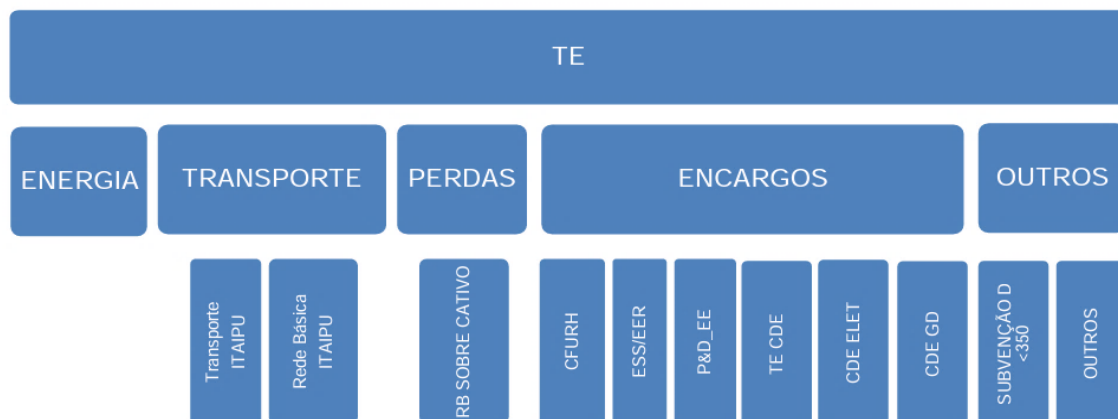 TE
ENERGIA
TRANSPORTE
PERDAS
ENCARGOS
OUTROS
Transporte
ITAIPU
Rede Básica
ITAIPU
RB SOBRE CATIVO
CFURH
ESS/EER
P&D_EE
TE CDE
CDE ELET
CDE GD
SUBVENÇÃO D
<350
OUTROS